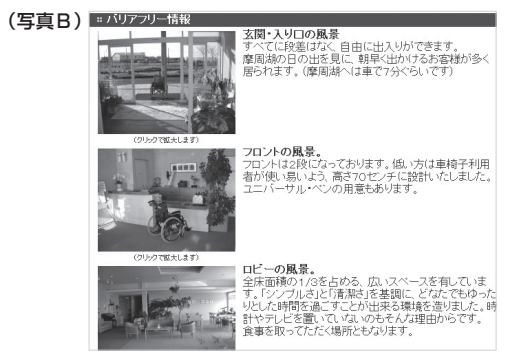 （写真B）
:: バリアフリー情報
玄関・入り口の風景
すべてに段差はなく、自由に出入りができます。
摩周湖の日の出を見に、朝早く出かけるお客様が多く
居られます。（摩周湖へは車で7分ぐらいです）
（クリックで拡大します）
フロントの風景。
フロントは2段になっております。低い方は車椅子利用
者が使い易いよう、高さ70センチに設計いたしました。
ユニバーサル・ペンの用意もあります。
（クリックで拡大します）
ロビーの風景。
全床面積の1/3を占める、広いスペースを有していま
す。「シンプルさ」と「清潔さ」を基調に、どなたでもゆった
りとした時間を過ごすことが出来る環境を造りました。時
計やテレビを置いていないのもそんな理由からです。
食事を取ってただく場所ともなります。